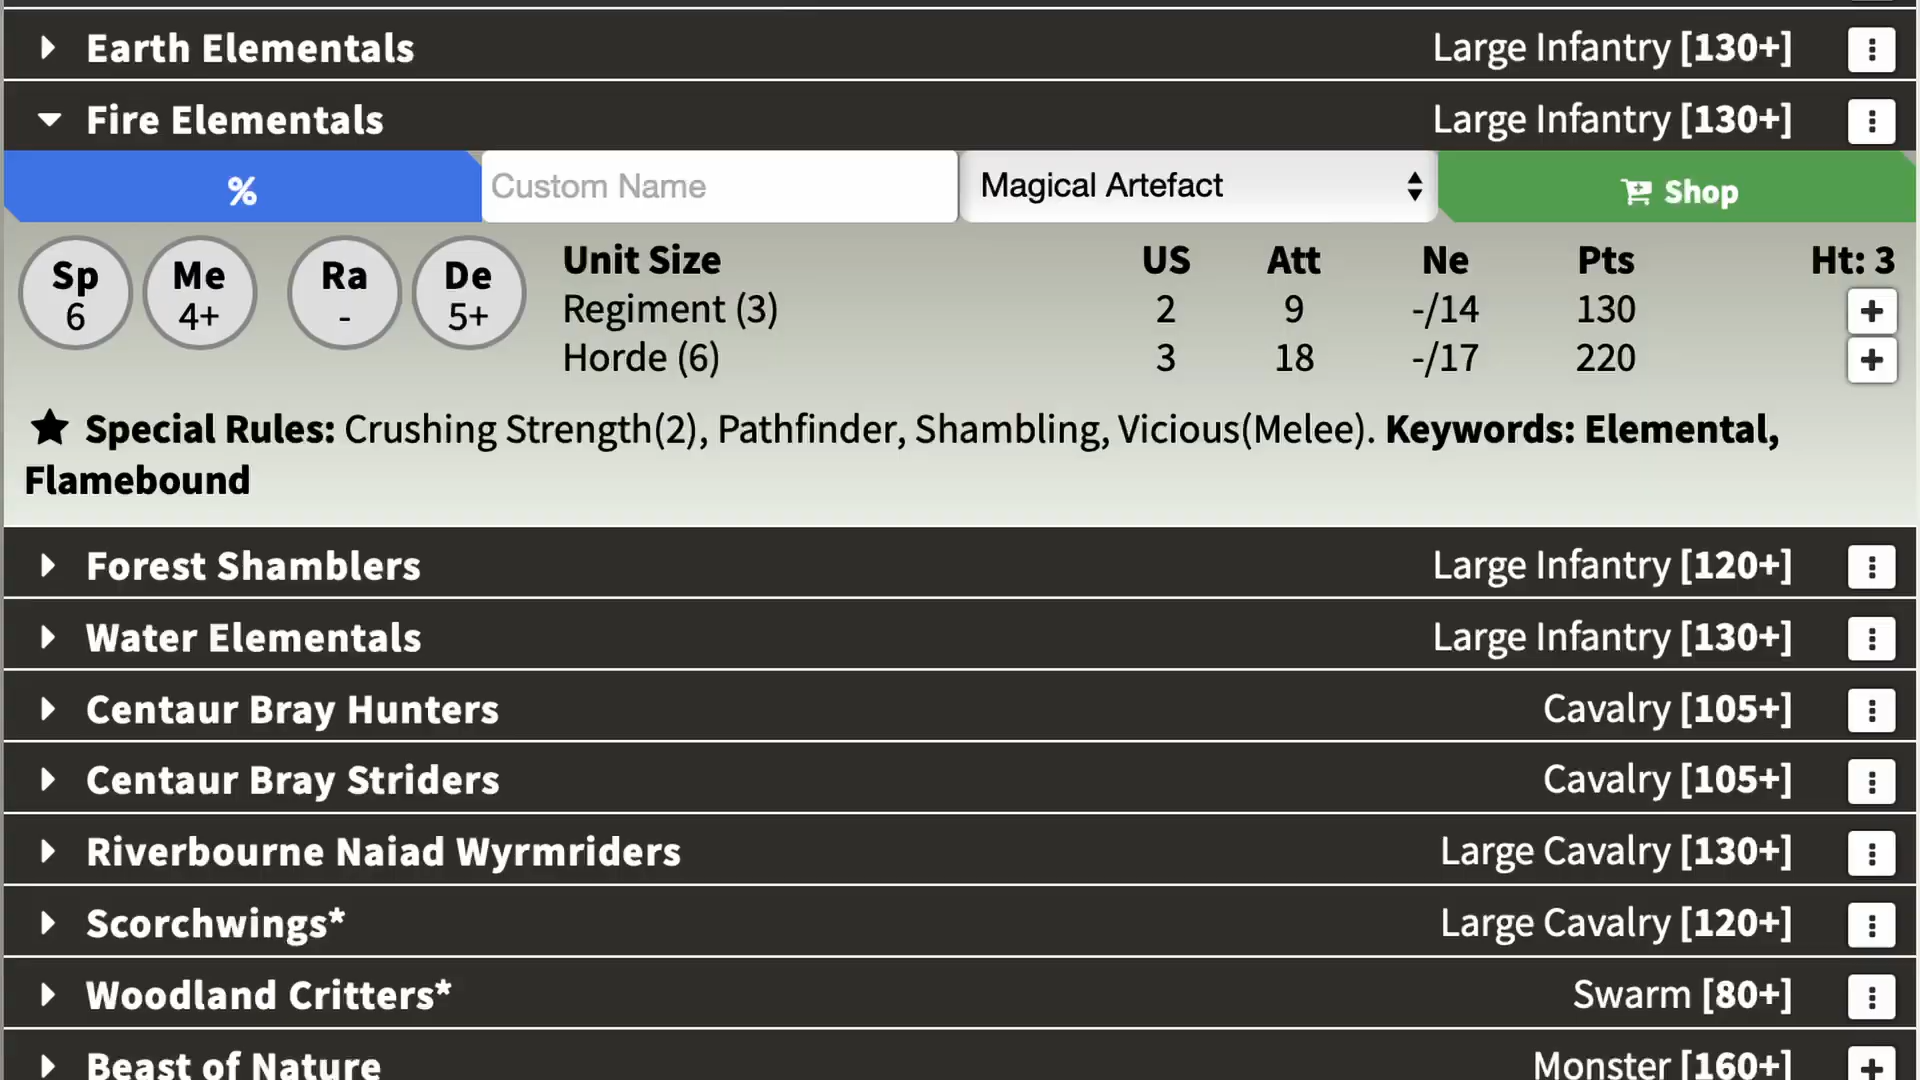 Earth Elementals Large Infantry [130+]
Fire Elementals Large Infantry [130+]
% Custom Name Magical Artefact Shop
Sp Me Ra De Unit Size US Att Ne Pts Ht: 3
6 4+ - 5+ Regiment (3) 2 9 -/14 130 +
Horde (6) 3 18 -/17 220 +
Special Rules: Crushing Strength(2), Pathfinder, Shambling, Vicious(Melee). Keywords: Elemental,
Flamebound
Forest Shamblers Large Infantry [120+]
Water Elementals Large Infantry [130+]
Centaur Bray Hunters Cavalry [105+]
Centaur Bray Striders Cavalry [105+]
Riverbourne Naiad Wyrmriders Large Cavalry [130+]
Scorchwings* Large Cavalry [120+]
Woodland Critters* Swarm [80+]
Beast of Nature Monster [160+] +